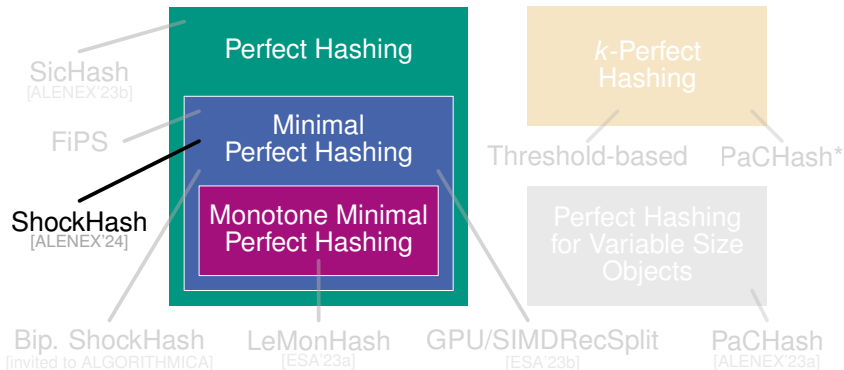 Perfect Hashing
SicHash
[ALENEX'23b]
k-Perfect
Hashing
FiPS
Minimal
Perfect Hashing
Threshold-based
PaCHash*
ShockHash
[ALENEX'24]
Monotone Minimal
Perfect Hashing
Perfect Hashing
for Variable Size
Objects
Bip. ShockHash
[invited to ALGORITHMICA]
LeMonHash
[ESA'23a]
GPU/SIMDRecSplit
[ESA'23b]
PaCHash
[ALENEX'23a]